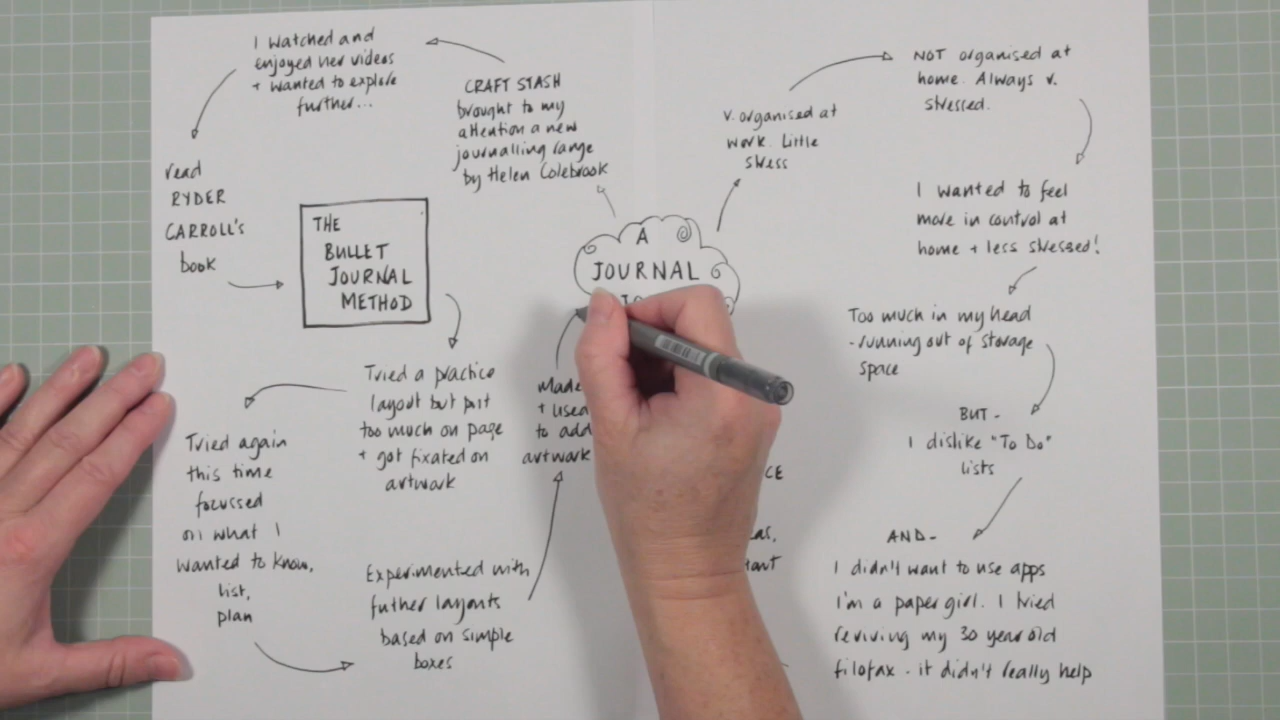 A
JOURNAL
V. organised at
work. Little
stress
NOT organised at
home. Always v.
stressed.
I wanted to feel
more in control at
home + less stressed!
Too much in my head
- running out of storage
space
BUT -
I dislike "To Do"
lists
AND -
I didn't want to use apps
I'm a paper girl. I tried
reviving my 30 year old
filofax - it didn't really help
CRAFT STASH
brought to my
attention a new
journalling range
by Helen Colebrook
I watched and
enjoyed her videos
+ wanted to explore
further...
read
RYDER
CARROLL'S
book
THE
BULLET
JOURNAL
METHOD
Tried a practice
layout but put
too much on page
+ got fixated on
artwork
Tried again
this time
focussed
on what I
wanted to know,
list,
plan
Experimented with
futher layouts
based on simple
boxes
Made
+ used
to add
artwork